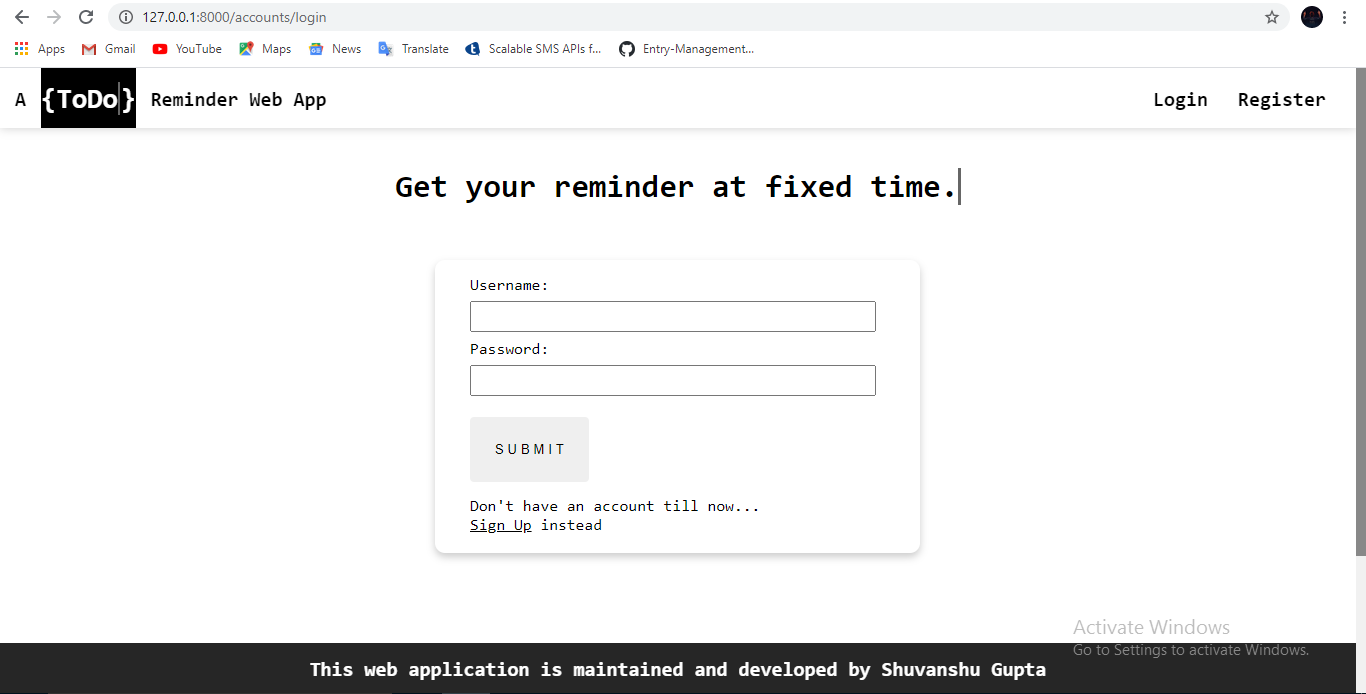 127.0.0.1:8000/accounts/login
Apps Gmail YouTube Maps News Translate Scalable SMS APIs f... Entry-Management...
A {ToDo} Reminder Web App Login Register
Get your reminder at fixed time.
Username:
Password:
SUBMIT
Don't have an account till now...
Sign Up instead
Activate Windows
Go to Settings to activate Windows.
This web application is maintained and developed by Shuvanshu Gupta